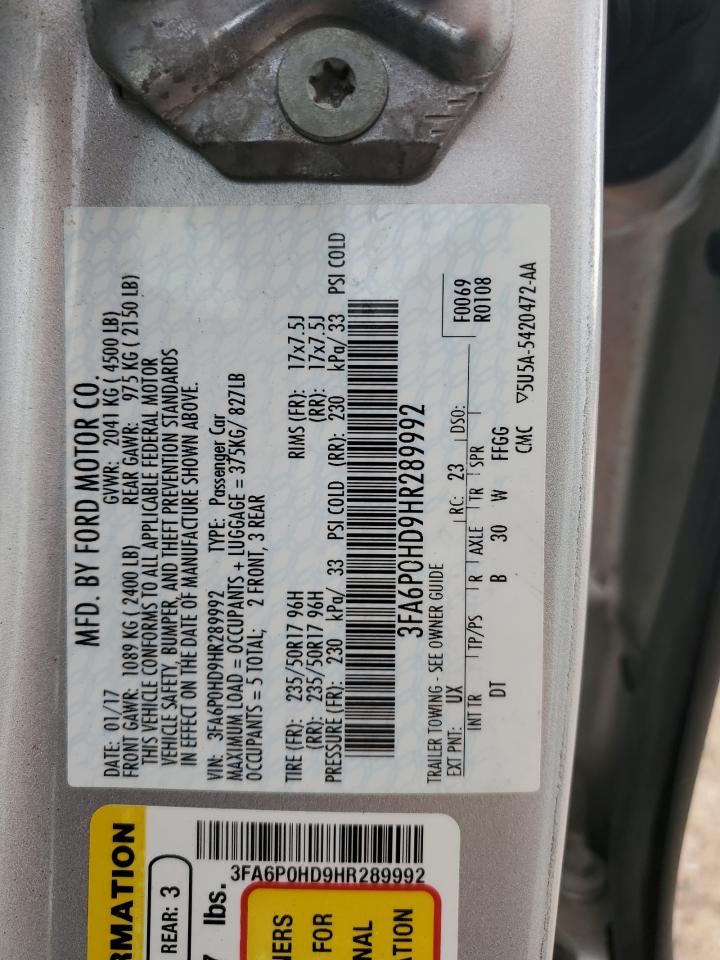 MFD. BY FORD MOTOR CO.
DATE: 01/17 GVWR: 2041 KG ( 4500 LB)
FRONT GAWR: 1089 KG ( 2400 LB) REAR GAWR: 975 KG ( 2150 LB)
THIS VEHICLE CONFORMS TO ALL APPLICABLE FEDERAL MOTOR
VEHICLE SAFETY, BUMPER, AND THEFT PREVENTION STANDARDS
IN EFFECT ON THE DATE OF MANUFACTURE SHOWN ABOVE.
VIN: 3FA6P0HD9HR289992 TYPE: Passenger Car
MAXIMUM LOAD = OCCUPANTS + LUGGAGE = 375KG/ 827LB
OCCUPANTS = 5 TOTAL; 2 FRONT, 3 REAR
TIRE (FR): 235/50R17 96H RIMS (FR): 17x7.5J
(RR): 235/50R17 96H (RR): 17x7.5J
PRESSURE (FR): 230 kPa/ 33 PSI COLD (RR): 230 kPa/ 33 PSI COLD
3FA6P0HD9HR289992
TRAILER TOWING - SEE OWNER GUIDE
EXT PNT: UX RC: 23 DSO:
F0069
R0108
INT TR TP/PS R AXLE TR SPR
DT B 30 W FFGG
CMC ▽5U5A-5420472-AA
RMATION
REAR: 3
lbs.
3FA6P0HD9HR289992
FOR